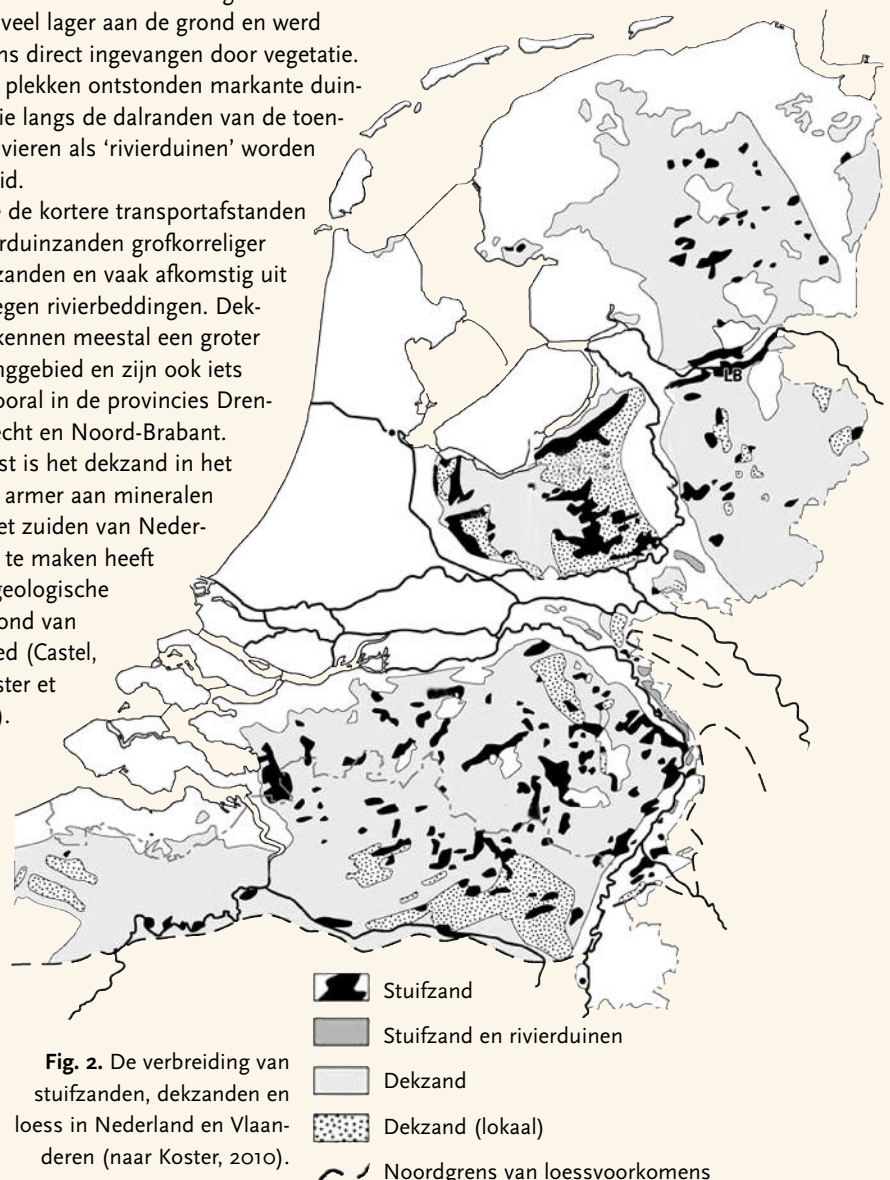 veel lager aan de grond en werd
ns direct ingevangen door vegetatie.
plekken ontstonden markante duin-
ie langs de dalranden van de toen-
vieren als ‘rivierduinen’ worden
id.
e de kortere transportafstanden
rduinzanden grofkorreliger
zanden en vaak afkomstig uit
egen rivierbeddingen. Dek-
kennen meestal een groter
nggebied en zijn ook iets
ooral in de provincies Dren-
echt en Noord-Brabant.
st is het dekzand in het
armer aan mineralen
et zuiden van Neder-
te maken heeft
geologische
ond van
ed (Castel,
ster et
).
LB
Stuifzand
Stuifzand en rivierduinen
Dekzand
Dekzand (lokaal)
Noordgrens van loessvoorkomens
Fig. 2. De verbreiding van
stuifzanden, dekzanden en
loess in Nederland en Vlaan-
deren (naar Koster, 2010).